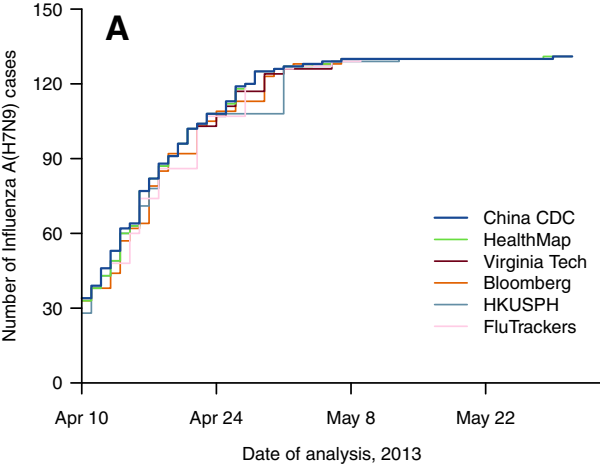 A
Number of Influenza A(H7N9) cases
150
120
90
60
30
0
China CDC
HealthMap
Virginia Tech
Bloomberg
HKUSPH
FluTrackers
Apr 10
Apr 24
May 8
May 22
Date of analysis, 2013